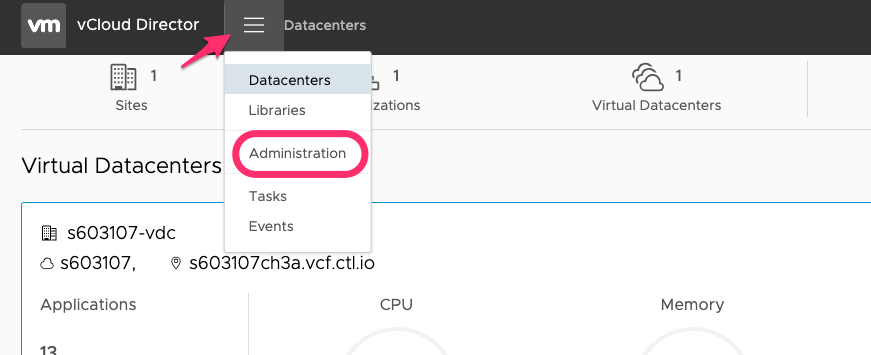 vm vCloud Director Datacenters
Datacenters
Libraries
Administration
Tasks
Events
1
Sites
1
zations
1
Virtual Datacenters
Virtual Datacenters
s603107-vdc
s603107, s603107ch3a.vcf.ctl.io
Applications CPU Memory
13